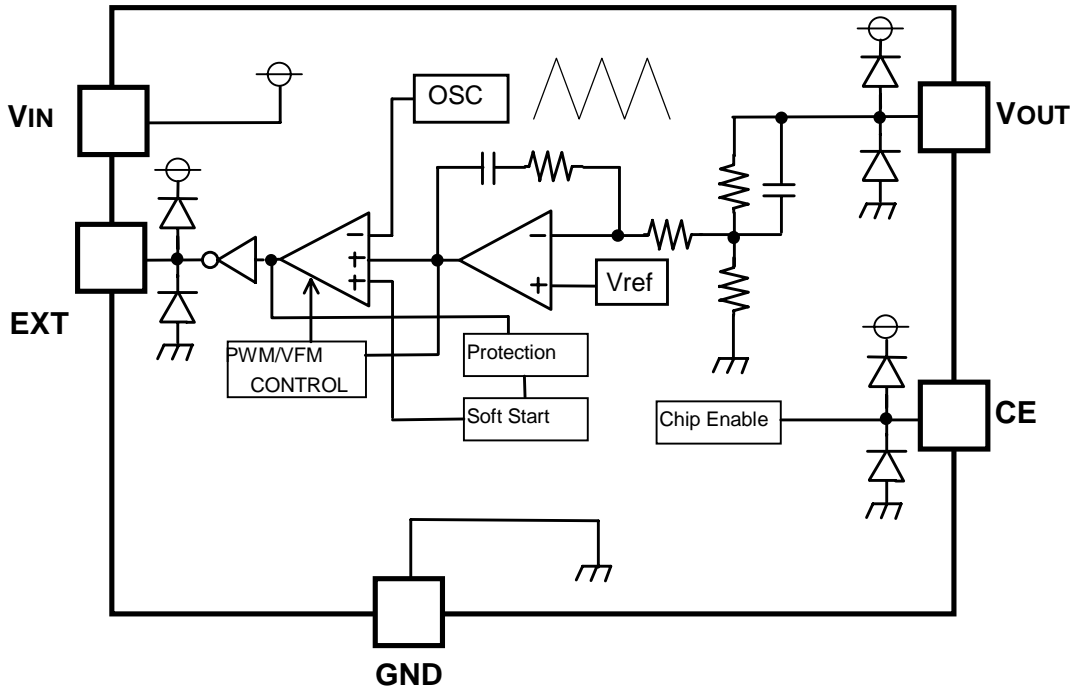 OSC
VIN
VOUT
Vref
EXT
PWM/VFM
CONTROL
Protection
Soft Start
Chip Enable
CE
GND